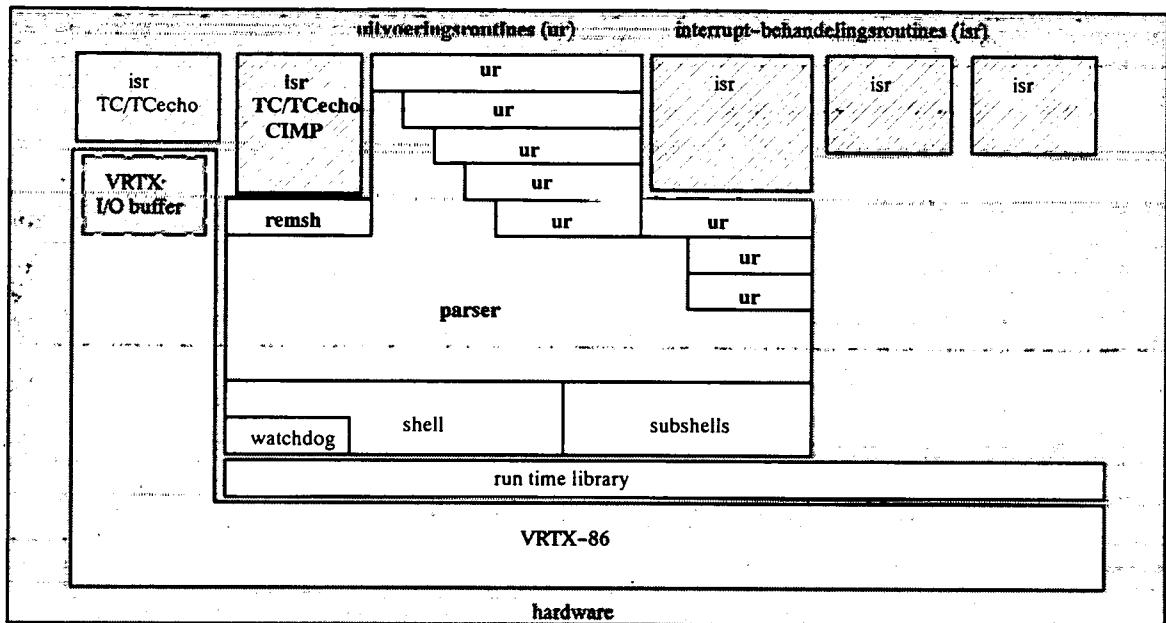 uitvoeringsroutines (ur)
interrupt-behandelingsroutines (isr)
isr
TC/TCecho
isr
TC/TCecho
CIMP
ur
ur
ur
ur
ur
isr
isr
isr
VRTX-
I/O buffer
remsh
ur
ur
ur
parser
shell
subshells
watchdog
run time library
VRTX-86
hardware